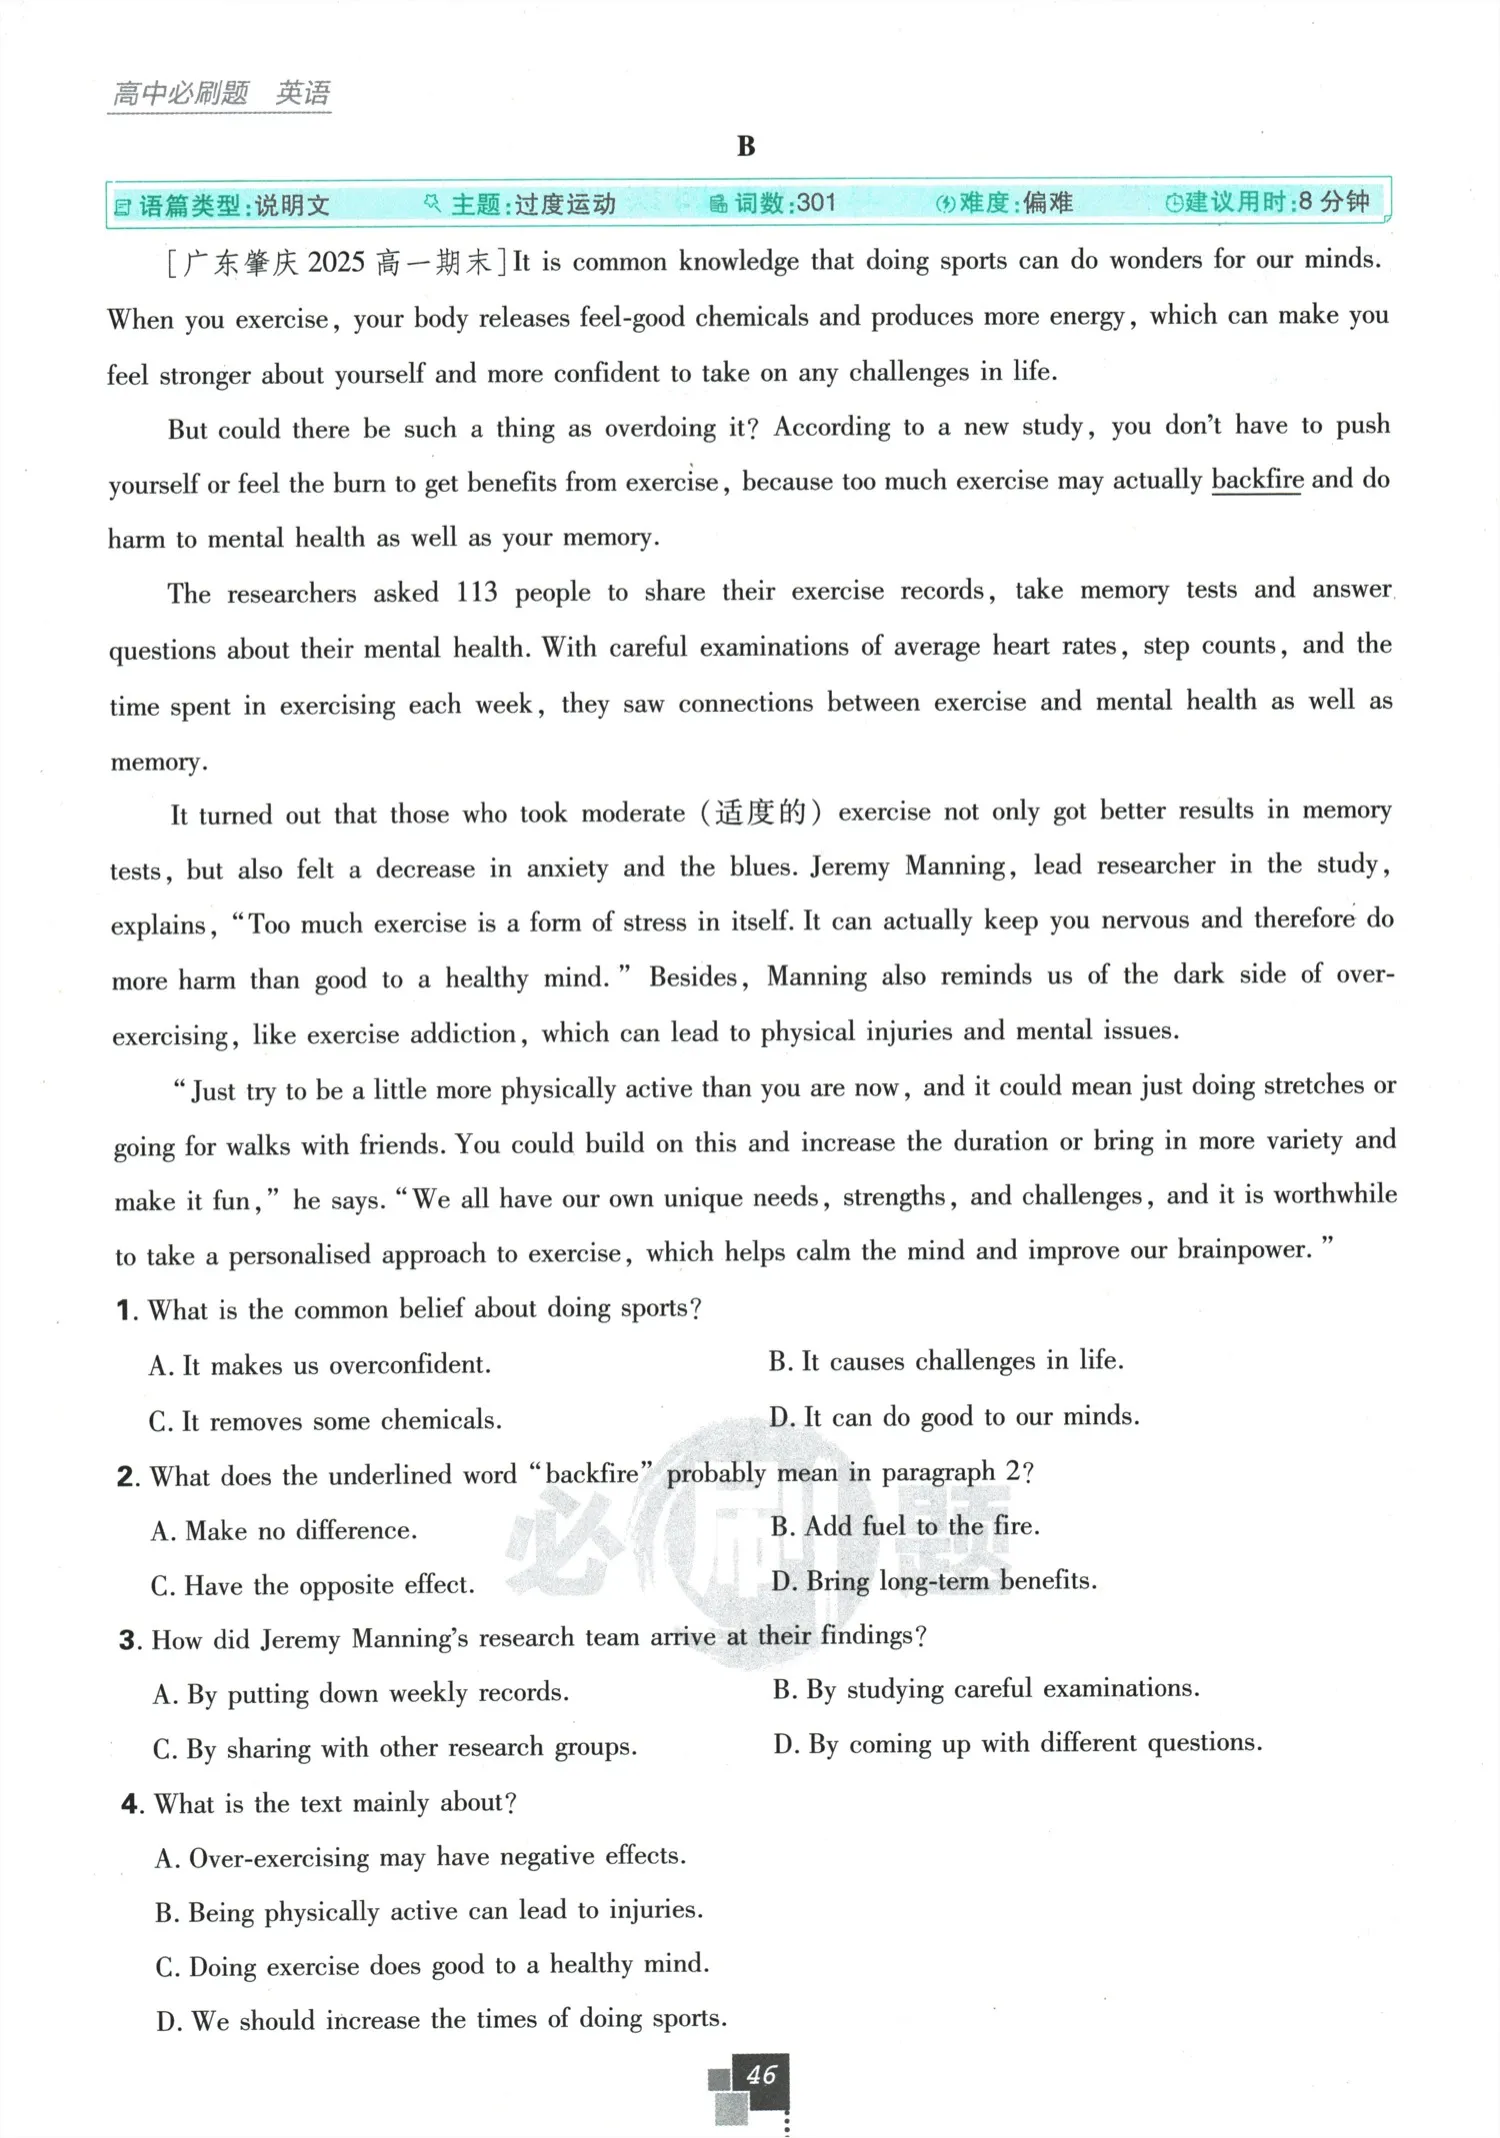 高中必刷题 英语
B
语篇类型:说明文 主题:过度运动 词数:301 难度:偏难 建议用时:8分钟
[广东肇庆2025高一期末]It is common knowledge that doing sports can do wonders for our minds.
When you exercise, your body releases feel-good chemicals and produces more energy, which can make you
feel stronger about yourself and more confident to take on any challenges in life.
But could there be such a thing as overdoing it? According to a new study, you don't have to push
yourself or feel the burn to get benefits from exercise, because too much exercise may actually backfire and do
harm to mental health as well as your memory.
The researchers asked 113 people to share their exercise records, take memory tests and answer
questions about their mental health. With careful examinations of average heart rates, step counts, and the
time spent in exercising each week, they saw connections between exercise and mental health as well as
memory.
It turned out that those who took moderate (适度的) exercise not only got better results in memory
tests, but also felt a decrease in anxiety and the blues. Jeremy Manning, lead researcher in the study,
explains, “Too much exercise is a form of stress in itself. It can actually keep you nervous and therefore do
more harm than good to a healthy mind.” Besides, Manning also reminds us of the dark side of over-
exercising, like exercise addiction, which can lead to physical injuries and mental issues.
“Just try to be a little more physically active than you are now, and it could mean just doing stretches or
going for walks with friends. You could build on this and increase the duration or bring in more variety and
make it fun,” he says. “We all have our own unique needs, strengths, and challenges, and it is worthwhile
to take a personalised approach to exercise, which helps calm the mind and improve our brainpower.”
1. What is the common belief about doing sports?
A. It makes us overconfident. B. It causes challenges in life.
C. It removes some chemicals. D. It can do good to our minds.
2. What does the underlined word “backfire” probably mean in paragraph 2?
A. Make no difference. B. Add fuel to the fire.
C. Have the opposite effect. D. Bring long-term benefits.
3. How did Jeremy Manning's research team arrive at their findings?
A. By putting down weekly records. B. By studying careful examinations.
C. By sharing with other research groups. D. By coming up with different questions.
4. What is the text mainly about?
A. Over-exercising may have negative effects.
B. Being physically active can lead to injuries.
C. Doing exercise does good to a healthy mind.
D. We should increase the times of doing sports.
必刷题
46